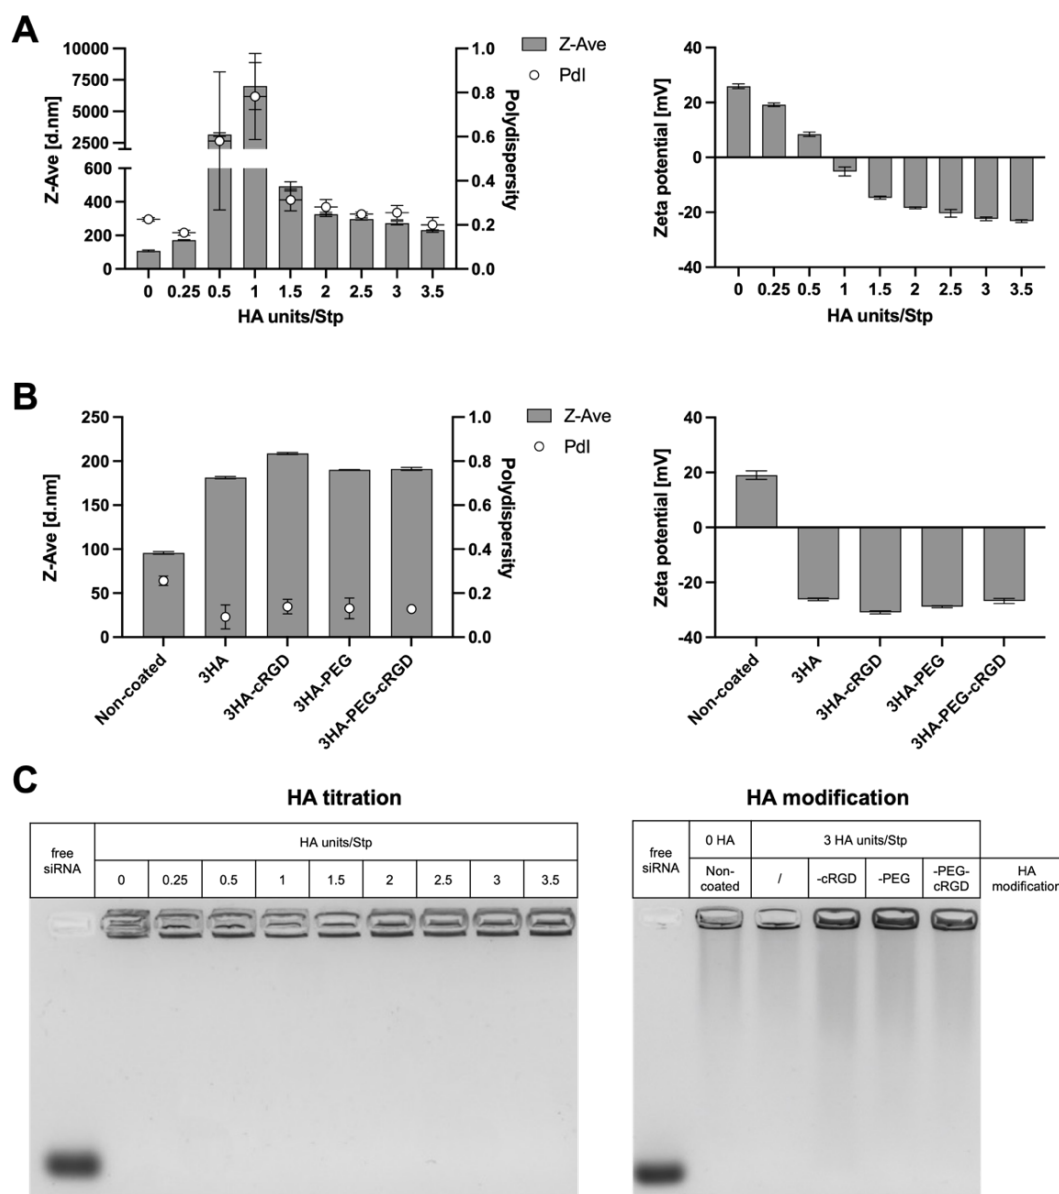 A
10000
7500
5000
2500
600
400
200
0
Z-Ave [d.nm]
1.0
0.8
0.6
0.4
0.2
0.0
Polydispersity
Z-Ave
PdI
0 0.25 0.5 1 1.5 2 2.5 3 3.5
HA units/Stp
40
20
0
-20
-40
Zeta potential [mV]
0 0.25 0.5 1 1.5 2 2.5 3 3.5
HA units/Stp
B
250
200
150
100
50
0
Z-Ave [d.nm]
1.0
0.8
0.6
0.4
0.2
0.0
Polydispersity
Z-Ave
PdI
Non-coated
3HA
3HA-cRGD
3HA-PEG
3HA-PEG-cRGD
40
20
0
-20
-40
Zeta potential [mV]
Non-coated
3HA
3HA-cRGD
3HA-PEG
3HA-PEG-cRGD
C
HA titration
free
siRNA
HA units/Stp
0 0.25 0.5 1 1.5 2 2.5 3 3.5
HA modification
free
siRNA
0 HA
3 HA units/Stp
Non-
coated
/
-cRGD
-PEG
-PEG-
cRGD
HA
modification